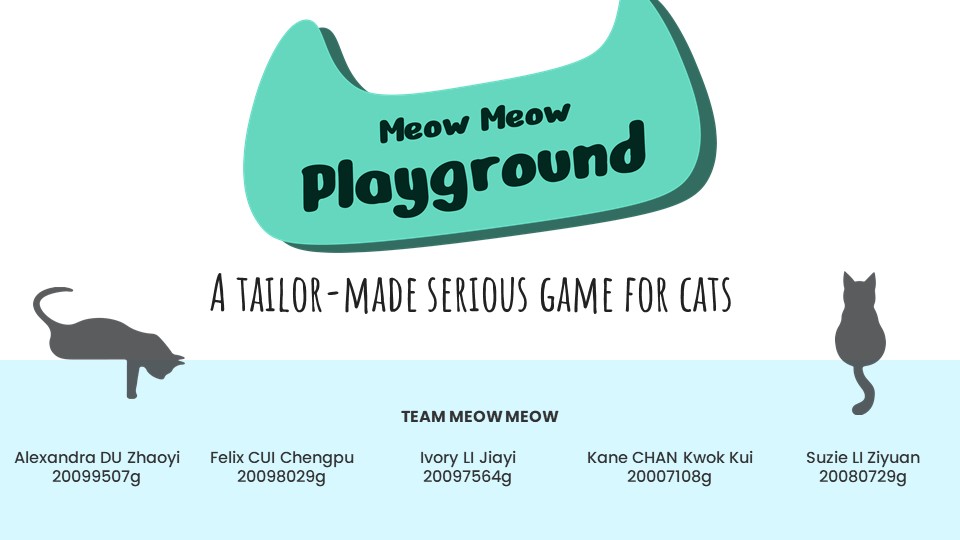 Meow Meow
Playground
A TAILOR-MADE SERIOUS GAME FOR CATS
TEAM MEOW MEOW
Alexandra DU Zhaoyi
20099507g
Felix CUI Chengpu
20098029g
Ivory LI Jiayi
20097564g
Kane CHAN Kwok Kui
20007108g
Suzie LI Ziyuan
20080729g